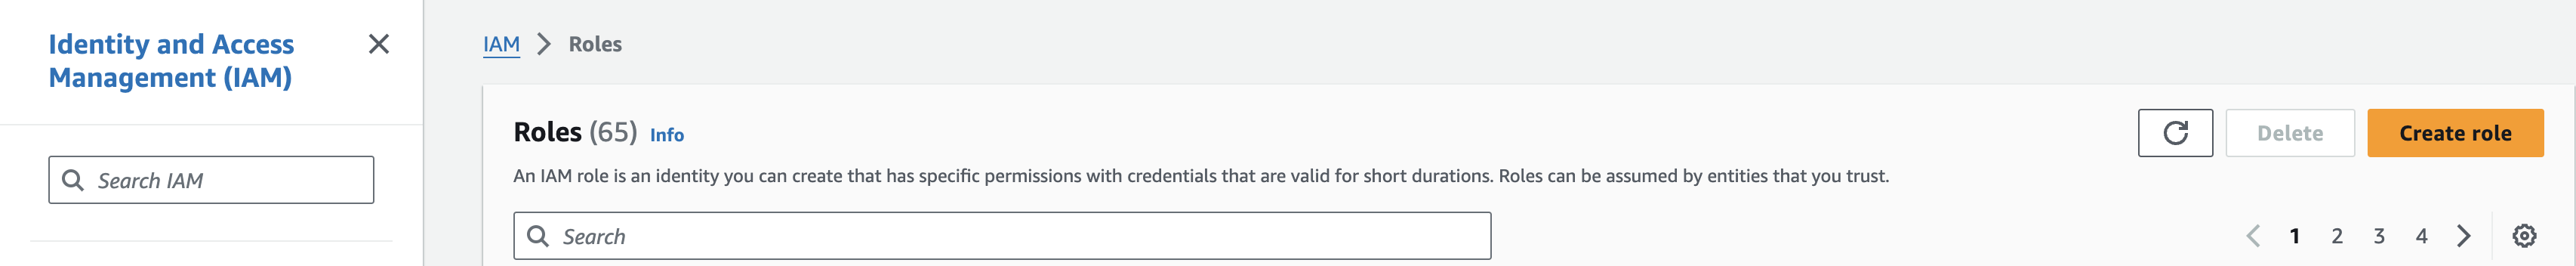 Identity and Access
Management (IAM)
Search IAM
IAM > Roles
Roles (65) Info
Delete
Create role
An IAM role is an identity you can create that has specific permissions with credentials that are valid for short durations. Roles can be assumed by entities that you trust.
Search
1 2 3 4